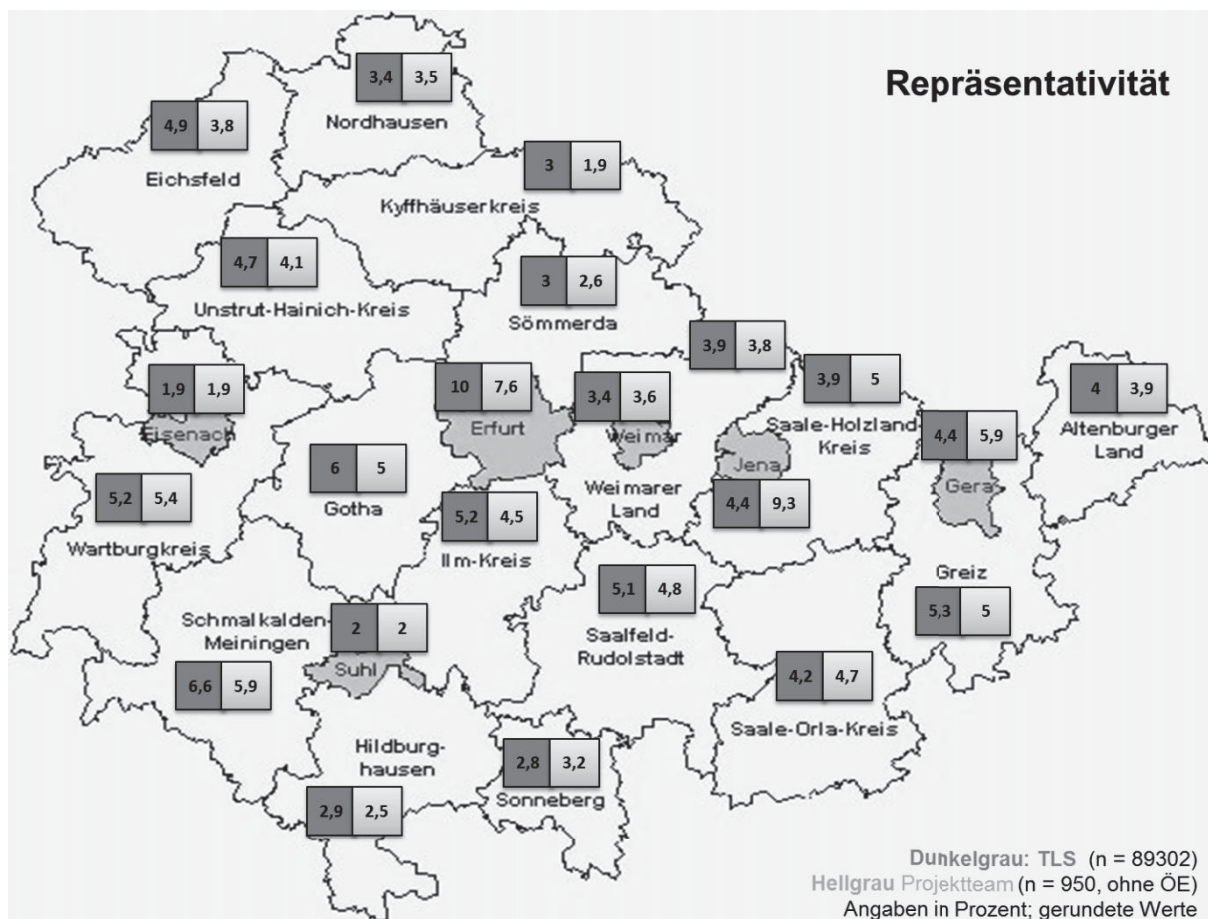 Repräsentativität
3,4 3,5
Nordhausen
4,9 3,8
Eichsfeld
3 1,9
Kyffhäuserkreis
4,7 4,1
Unstrut-Hainich-Kreis
3 2,6
Sömmerda
3,9 3,8
1,9 1,9
Eisenach
10 7,6
Erfurt
3,4 3,6
Weimar
3,9 5
Saale-Holzland-
Kreis
4,4 5,9
Gera
4 3,9
Altenburger
Land
Jena
4,4 9,3
6 5
Gotha
Weimarer
Land
5,2 5,4
Wartburgkreis
5,2 4,5
Ilm-Kreis
5,1 4,8
Saalfeld-
Rudolstadt
Greiz
5,3 5
Schmalkalden-
Meiningen
6,6 5,9
2 2
Suhl
4,2 4,7
Saale-Orla-Kreis
Hildburg-
hausen
2,9 2,5
2,8 3,2
Sonneberg
Dunkelgrau: TLS (n = 89302)
Hellgrau Projektteam (n = 950, ohne ÖE)
Angaben in Prozent; gerundete Werte